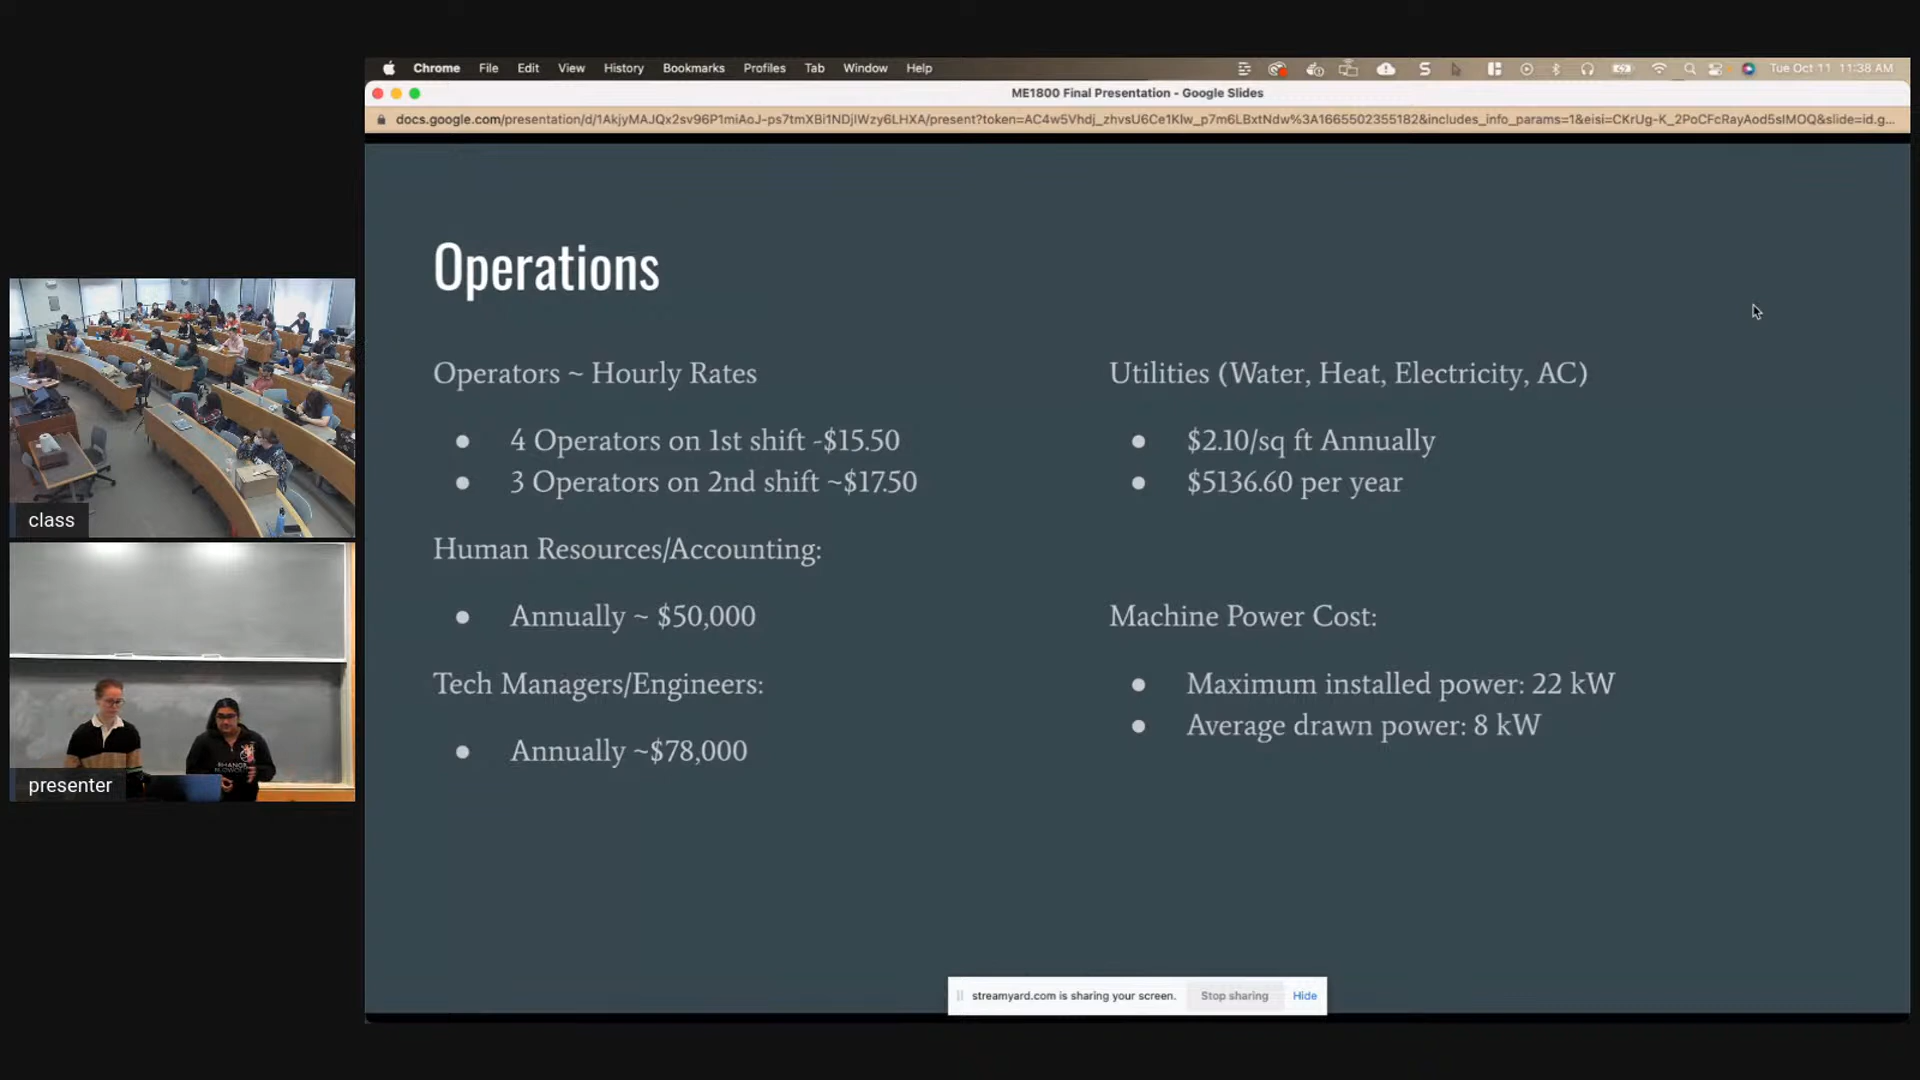 Chrome File Edit View History Bookmarks Profiles Tab Window Help
Tue Oct 11 11:38 AM
ME1800 Final Presentation - Google Slides
Operations
Operators ~ Hourly Rates
● 4 Operators on 1st shift -$15.50
● 3 Operators on 2nd shift ~$17.50
Human Resources/Accounting:
● Annually ~ $50,000
Tech Managers/Engineers:
● Annually ~$78,000
Utilities (Water, Heat, Electricity, AC)
● $2.10/sq ft Annually
● $5136.60 per year
Machine Power Cost:
● Maximum installed power: 22 kW
● Average drawn power: 8 kW
class
presenter
streamyard.com is sharing your screen. Stop sharing Hide